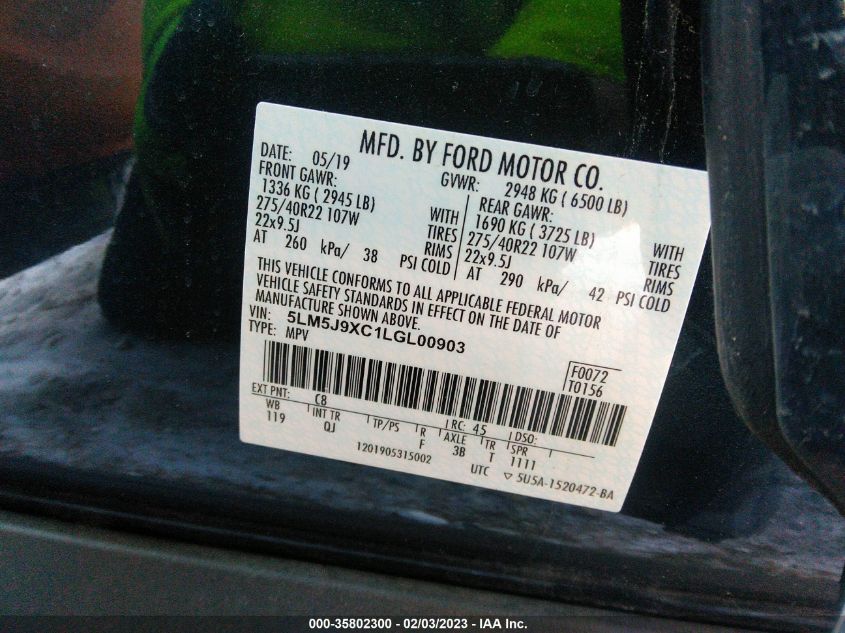 MFD. BY FORD MOTOR CO.
DATE: 05/19 GVWR: 2948 KG ( 6500 LB)
FRONT GAWR: REAR GAWR:
1336 KG ( 2945 LB) WITH 1690 KG ( 3725 LB) WITH
275/40R22 107W TIRES 275/40R22 107W TIRES
22x9.5J RIMS 22x9.5J RIMS
AT 260 kPa/ 38 PSI COLD AT 290 kPa/ 42 PSI COLD
THIS VEHICLE CONFORMS TO ALL APPLICABLE FEDERAL MOTOR
VEHICLE SAFETY STANDARDS IN EFFECT ON THE DATE OF
MANUFACTURE SHOWN ABOVE.
VIN: 5LM5J9XC1LGL00903
TYPE: MPV
F0072
T0156
EXT PNT: C8 RC: 45 DSO:
WB INT TR TP/PS R AXLE TR SPR
119 QJ F 3B T 1111
1201905315002 UTC ▽ 5U5A-1520472-BA
000-35802300 - 02/03/2023 - IAA Inc.